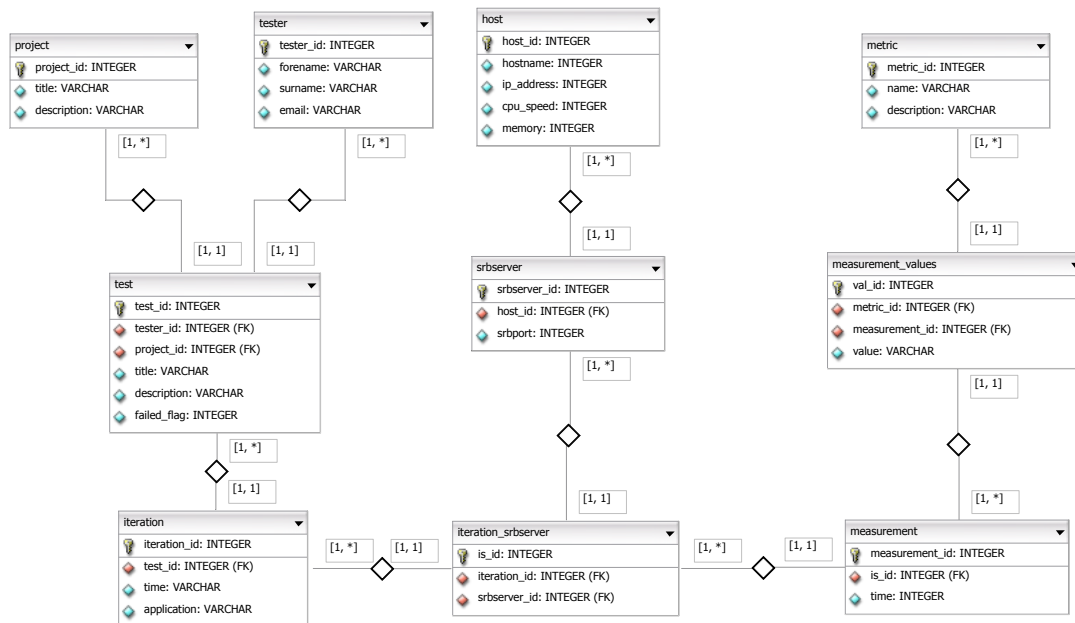 project
project_id: INTEGER
title: VARCHAR
description: VARCHAR
[1, *]
tester
tester_id: INTEGER
forename: VARCHAR
surname: VARCHAR
email: VARCHAR
[1, *]
host
host_id: INTEGER
hostname: INTEGER
ip_address: INTEGER
cpu_speed: INTEGER
memory: INTEGER
[1, *]
metric
metric_id: INTEGER
name: VARCHAR
description: VARCHAR
[1, *]
[1, 1]
[1, 1]
[1, 1]
[1, 1]
test
test_id: INTEGER
tester_id: INTEGER (FK)
project_id: INTEGER (FK)
title: VARCHAR
description: VARCHAR
failed_flag: INTEGER
[1, *]
[1, 1]
srbserver
srbserver_id: INTEGER
host_id: INTEGER (FK)
srbport: INTEGER
[1, *]
[1, 1]
measurement_values
val_id: INTEGER
metric_id: INTEGER (FK)
measurement_id: INTEGER (FK)
value: VARCHAR
[1, 1]
[1, *]
iteration
iteration_id: INTEGER
test_id: INTEGER (FK)
time: VARCHAR
application: VARCHAR
[1, *]
[1, 1]
iteration_srbserver
is_id: INTEGER
iteration_id: INTEGER (FK)
srbserver_id: INTEGER (FK)
[1, *]
[1, 1]
measurement
measurement_id: INTEGER
is_id: INTEGER (FK)
time: INTEGER